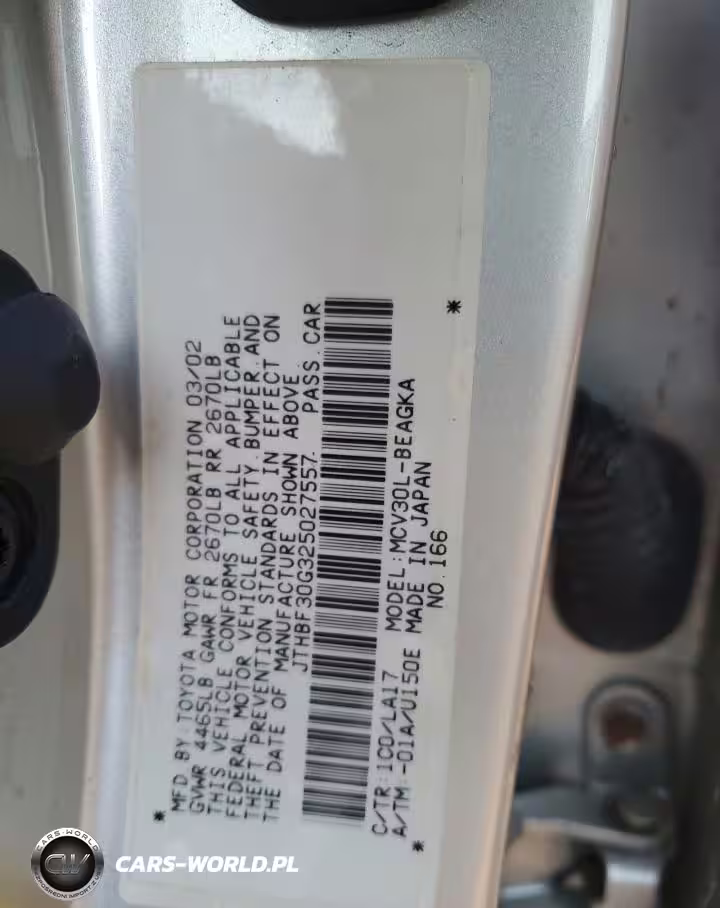 MFD BY:TOYOTA MOTOR CORPORATION 03/02
GVWR 4465LB GAWR FR 2670LB RR 2670LB
THIS VEHICLE CONFORMS TO ALL APPLICABLE
FEDERAL MOTOR VEHICLE SAFETY, BUMPER, AND
THEFT PREVENTION STANDARDS IN EFFECT ON
THE DATE OF MANUFACTURE SHOWN ABOVE.
JTHBF30G325027557 PASS. CAR
C/TR:1C0/LA17 MODEL:MCV30L-BEAGKA
A/TM -01A/U150E MADE IN JAPAN
NO.166
CARS-WORLD
CW
CARS-WORLD.PL